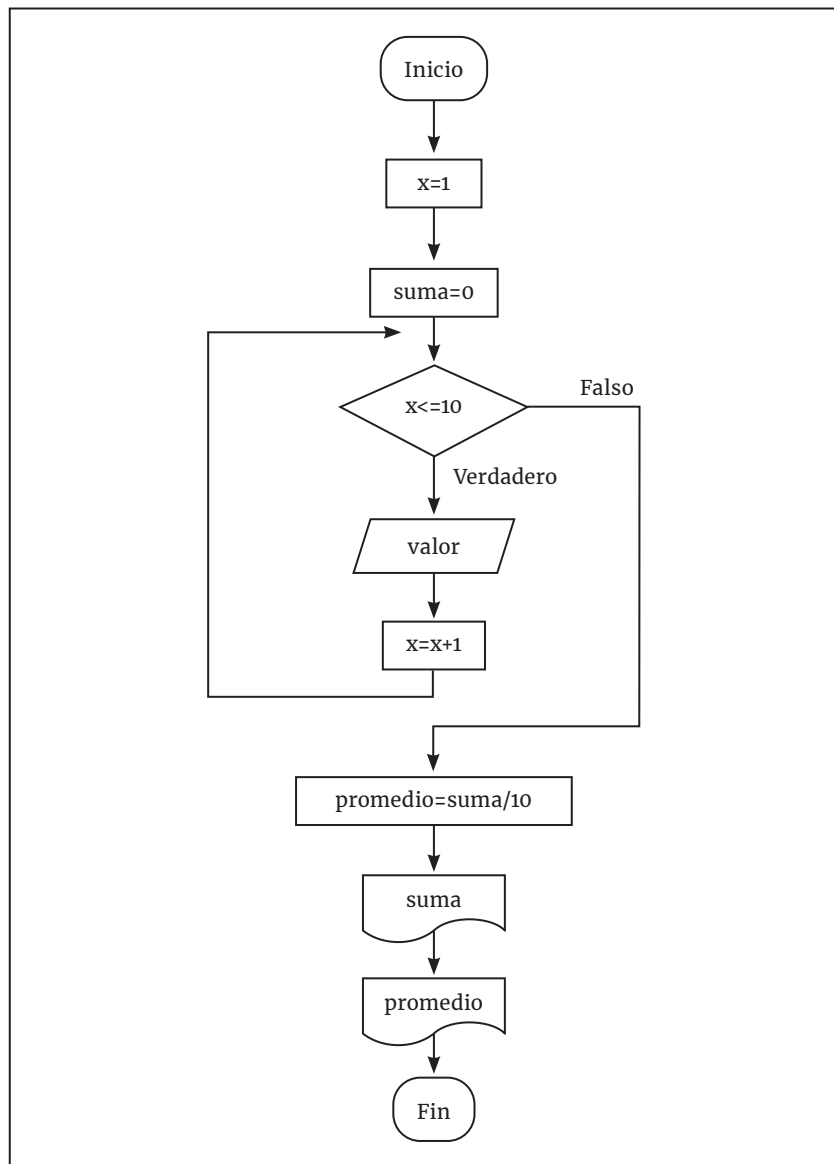 Inicio
x=1
suma=0
x<=10
Falso
Verdadero
valor
x=x+1
promedio=suma/10
suma
promedio
Fin